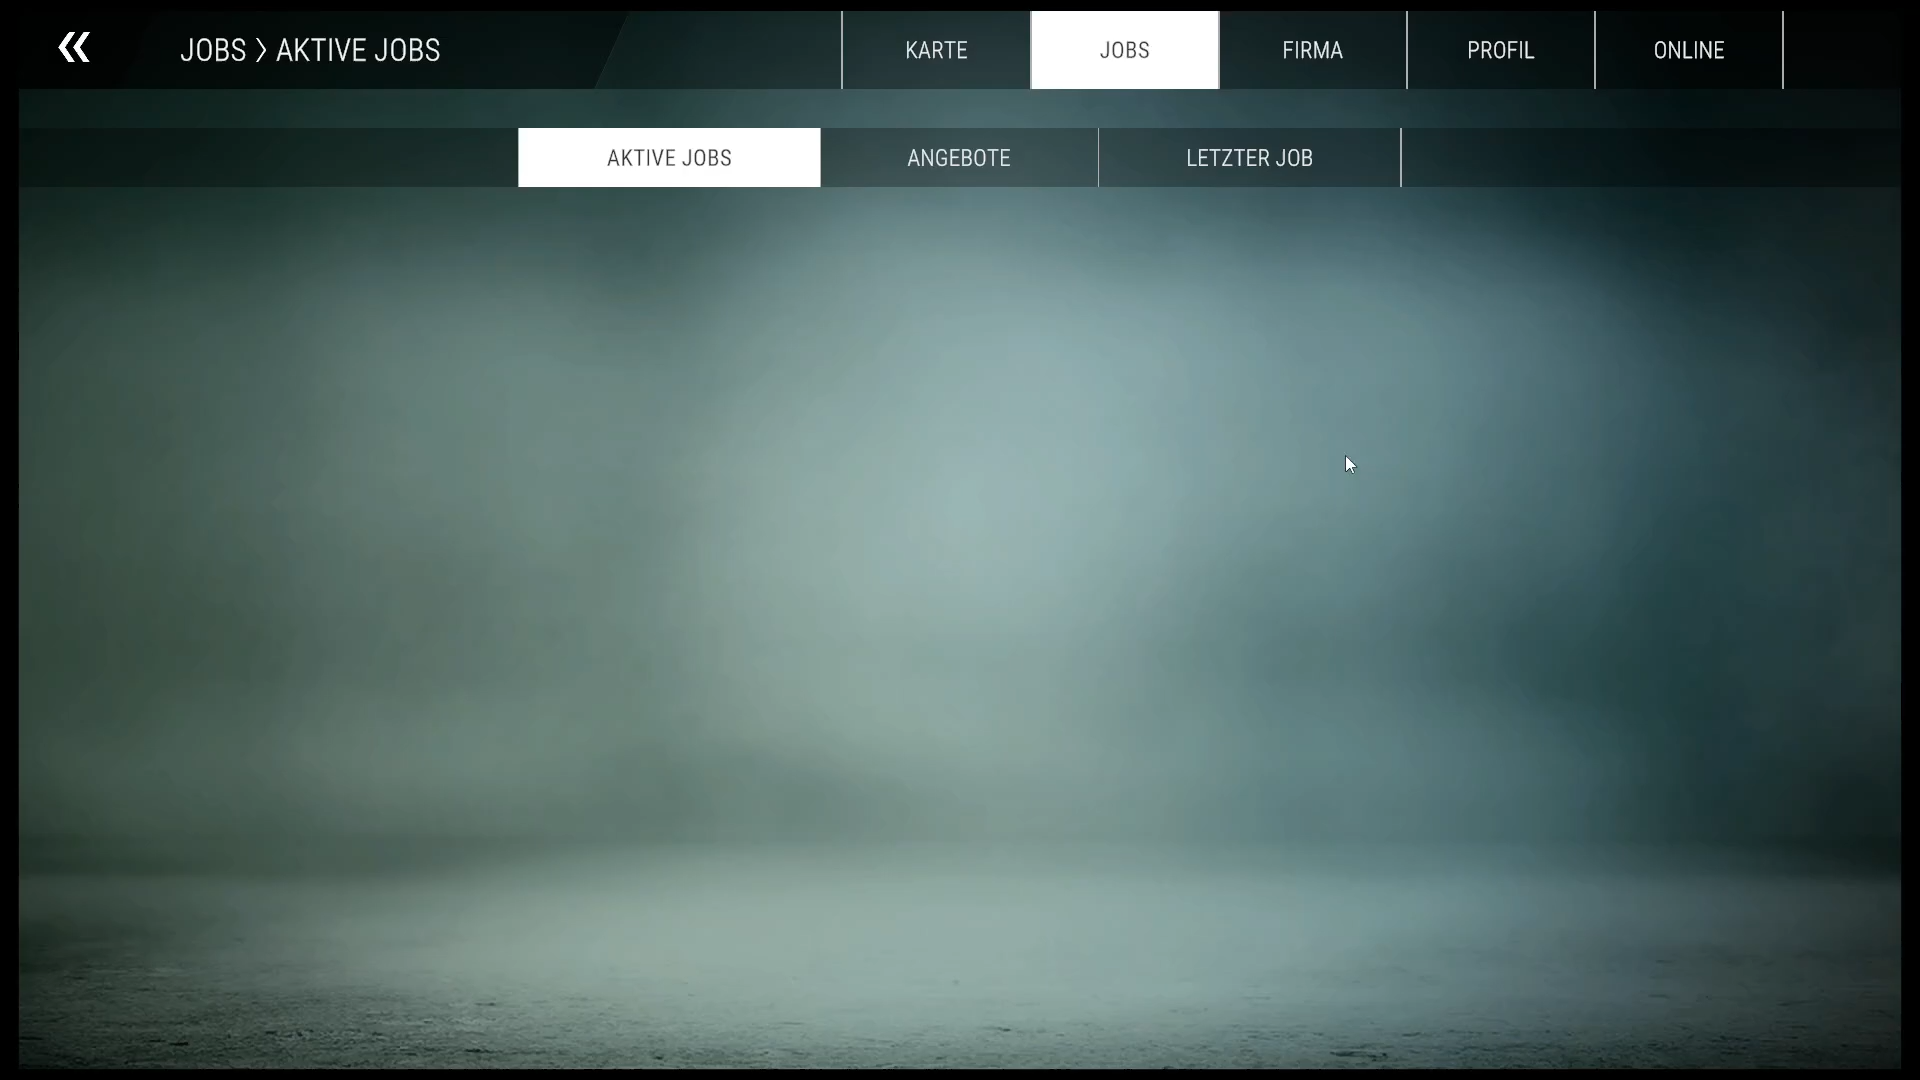 JOBS > AKTIVE JOBS
KARTE
JOBS
FIRMA
PROFIL
ONLINE
AKTIVE JOBS
ANGEBOTE
LETZTER JOB